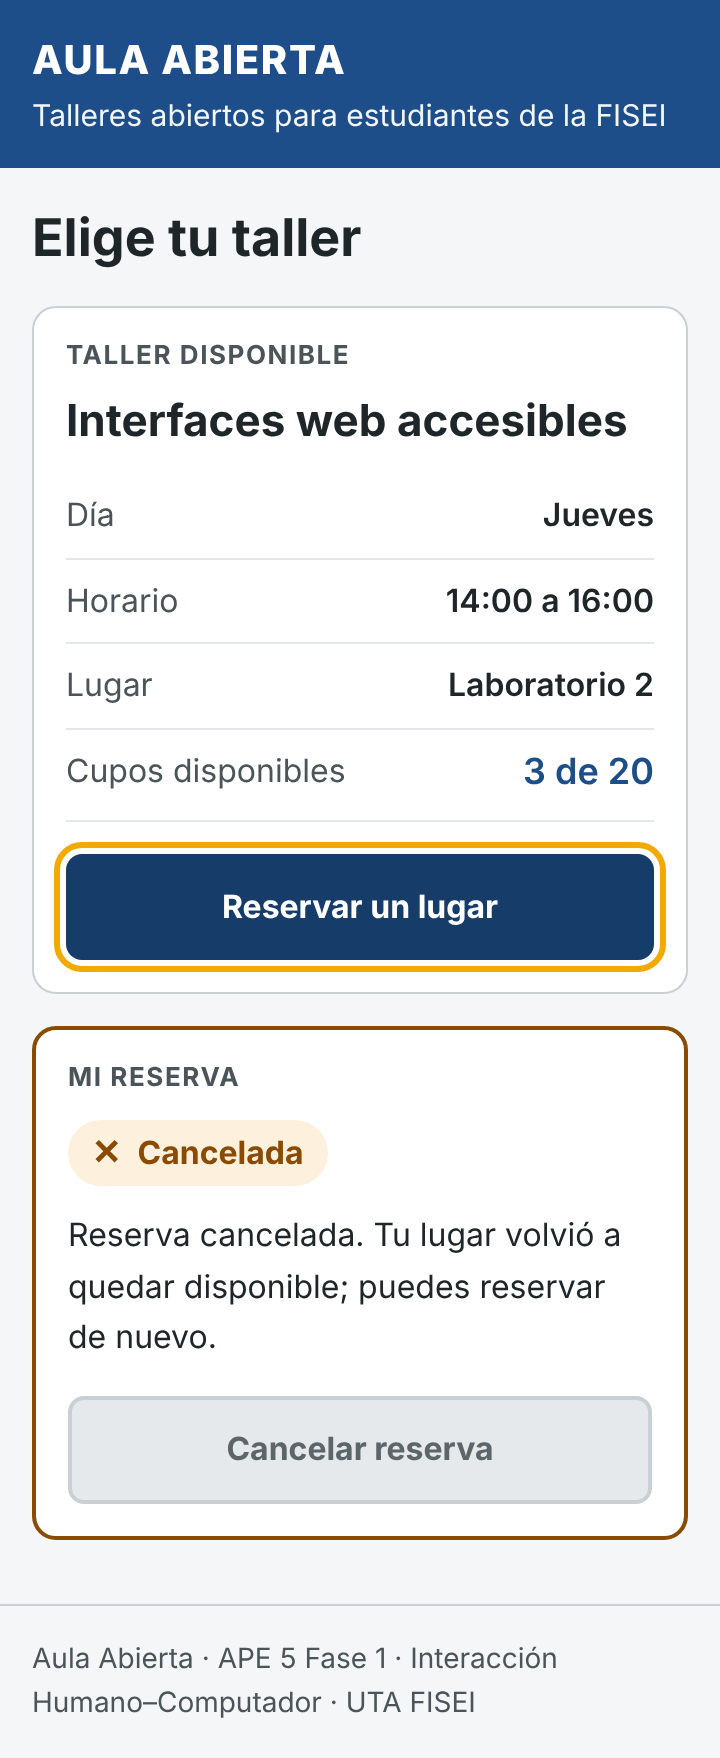 AULA ABIERTA
Talleres abiertos para estudiantes de la FISEI
Elige tu taller
TALLER DISPONIBLE
Interfaces web accesibles
Día Jueves
Horario 14:00 a 16:00
Lugar Laboratorio 2
Cupos disponibles 3 de 20
Reservar un lugar
MI RESERVA
✕ Cancelada
Reserva cancelada. Tu lugar volvió a
quedar disponible; puedes reservar
de nuevo.
Cancelar reserva
Aula Abierta · APE 5 Fase 1 · Interacción
Humano–Computador · UTA FISEI